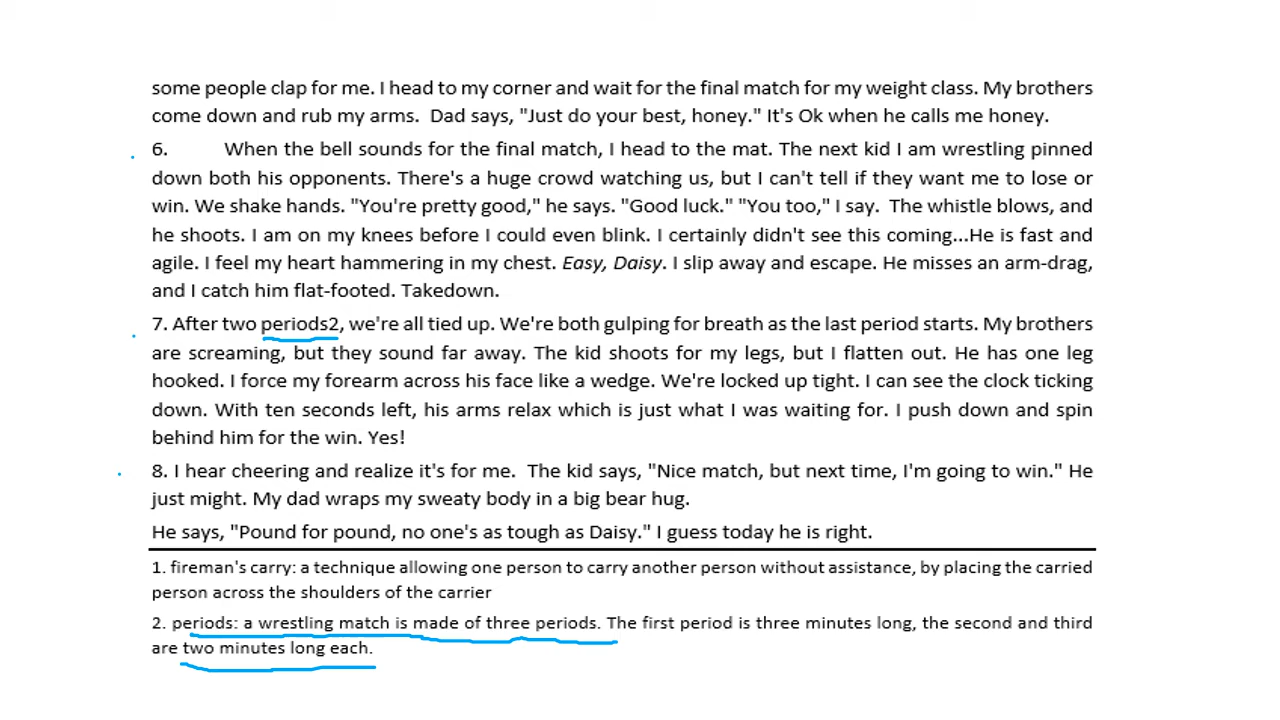 some people clap for me. I head to my corner and wait for the final match for my weight class. My brothers
come down and rub my arms.  Dad says, "Just do your best, honey." It's Ok when he calls me honey.
6. When the bell sounds for the final match, I head to the mat. The next kid I am wrestling pinned
down both his opponents. There's a huge crowd watching us, but I can't tell if they want me to lose or
win. We shake hands. "You're pretty good," he says. "Good luck." "You too," I say.  The whistle blows, and
he shoots. I am on my knees before I could even blink. I certainly didn't see this coming...He is fast and
agile. I feel my heart hammering in my chest. Easy, Daisy. I slip away and escape. He misses an arm-drag,
and I catch him flat-footed. Takedown.
7. After two periods2, we're all tied up. We're both gulping for breath as the last period starts. My brothers
are screaming, but they sound far away. The kid shoots for my legs, but I flatten out. He has one leg
hooked. I force my forearm across his face like a wedge. We're locked up tight. I can see the clock ticking
down. With ten seconds left, his arms relax which is just what I was waiting for. I push down and spin
behind him for the win. Yes!
8. I hear cheering and realize it's for me.  The kid says, "Nice match, but next time, I'm going to win." He
just might. My dad wraps my sweaty body in a big bear hug.
He says, "Pound for pound, no one's as tough as Daisy." I guess today he is right.
1. fireman's carry: a technique allowing one person to carry another person without assistance, by placing the carried
person across the shoulders of the carrier
2. periods: a wrestling match is made of three periods. The first period is three minutes long, the second and third
are two minutes long each.